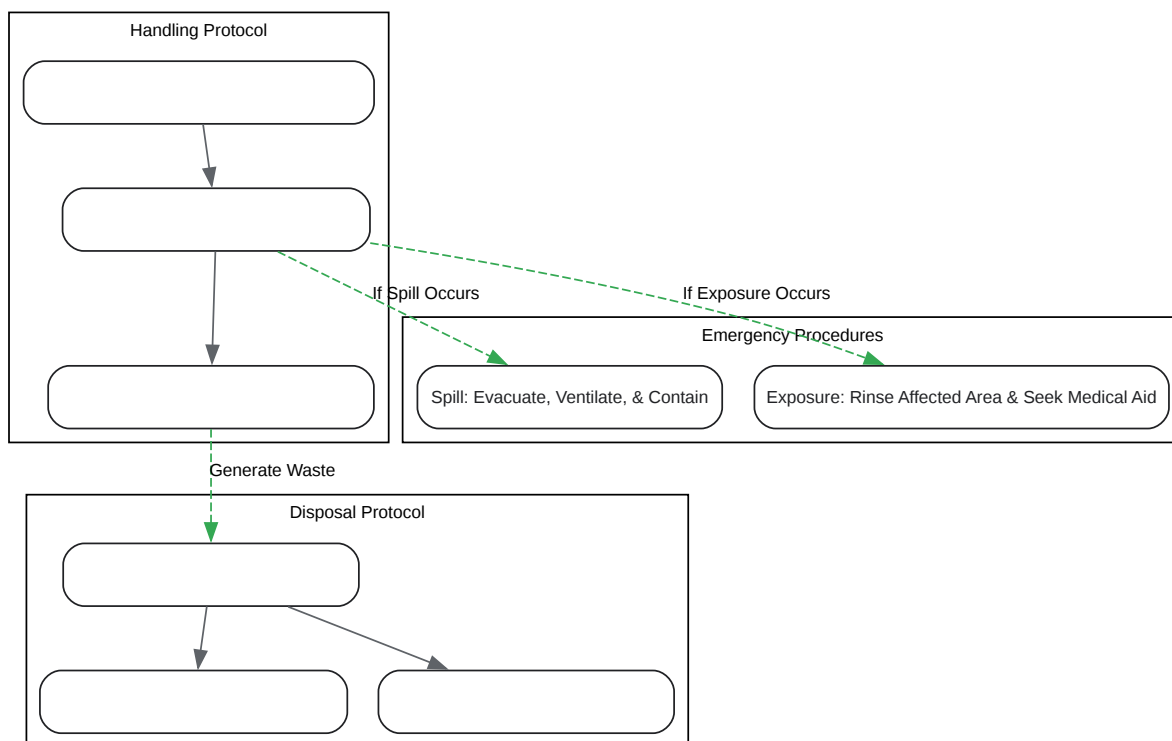 Handling Protocol
If Spill Occurs
If Exposure Occurs
Emergency Procedures
Spill: Evacuate, Ventilate, & Contain
Exposure: Rinse Affected Area & Seek Medical Aid
Generate Waste
Disposal Protocol